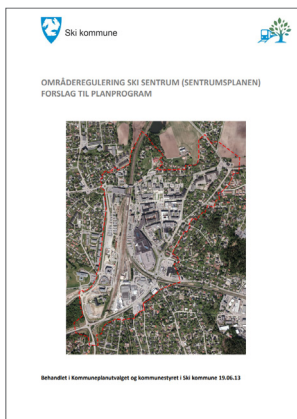 Ski kommune
OMRÅDEREGULERING SKI SENTRUM (SENTRUMSPLANEN)
FORSLAG TIL PLANPROGRAM
Behandlet i Kommuneplanutvalget og kommunestyret i Ski kommune 19.06.13